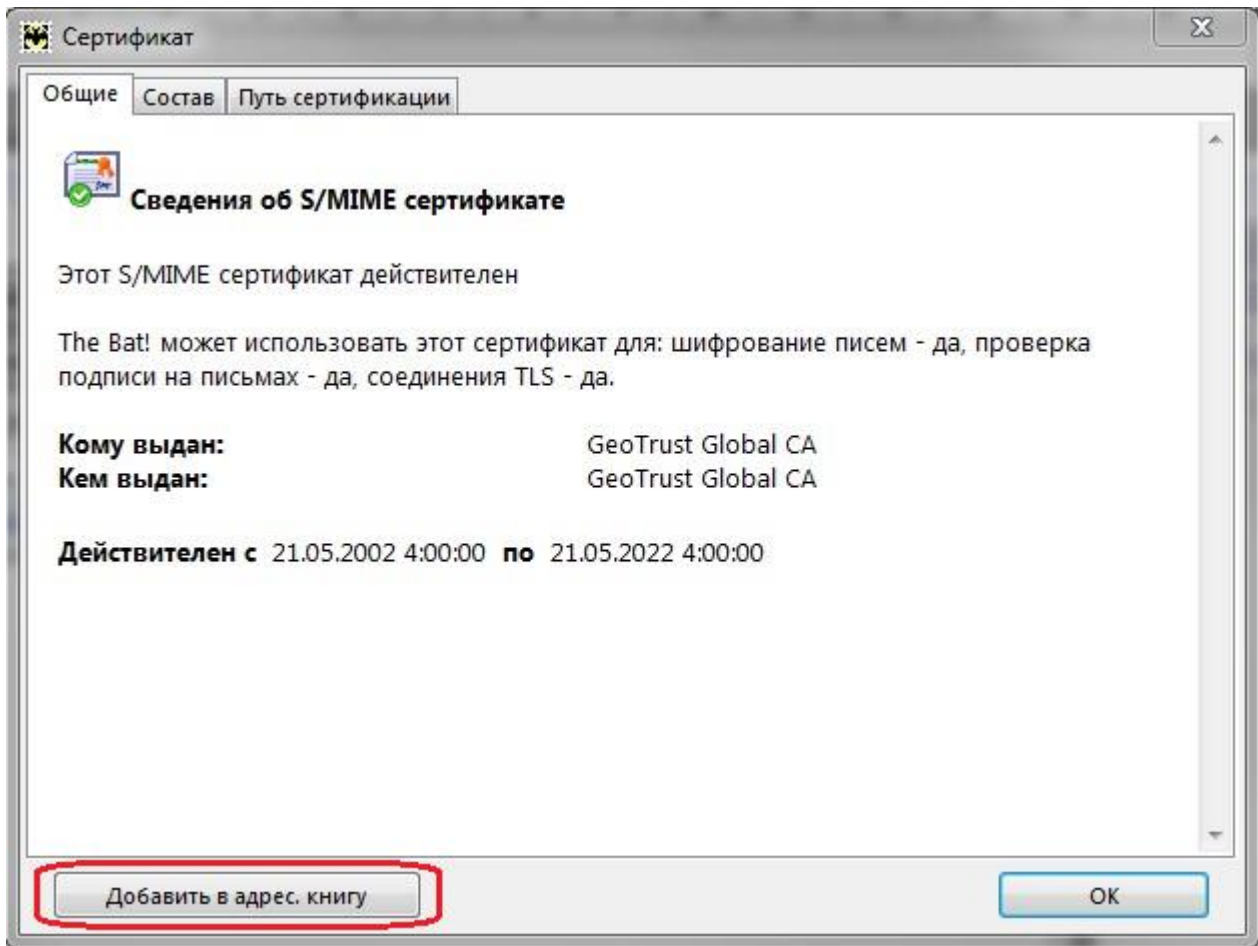 Сертификат
Общие Состав Путь сертификации
Сведения об S/MIME сертификате
Этот S/MIME сертификат действителен
The Bat! может использовать этот сертификат для: шифрование писем - да, проверка
подписи на письмах - да, соединения TLS - да.
Кому выдан: GeoTrust Global CA
Кем выдан: GeoTrust Global CA
Действителен с 21.05.2002 4:00:00 по 21.05.2022 4:00:00
Добавить в адрес. книгу OK